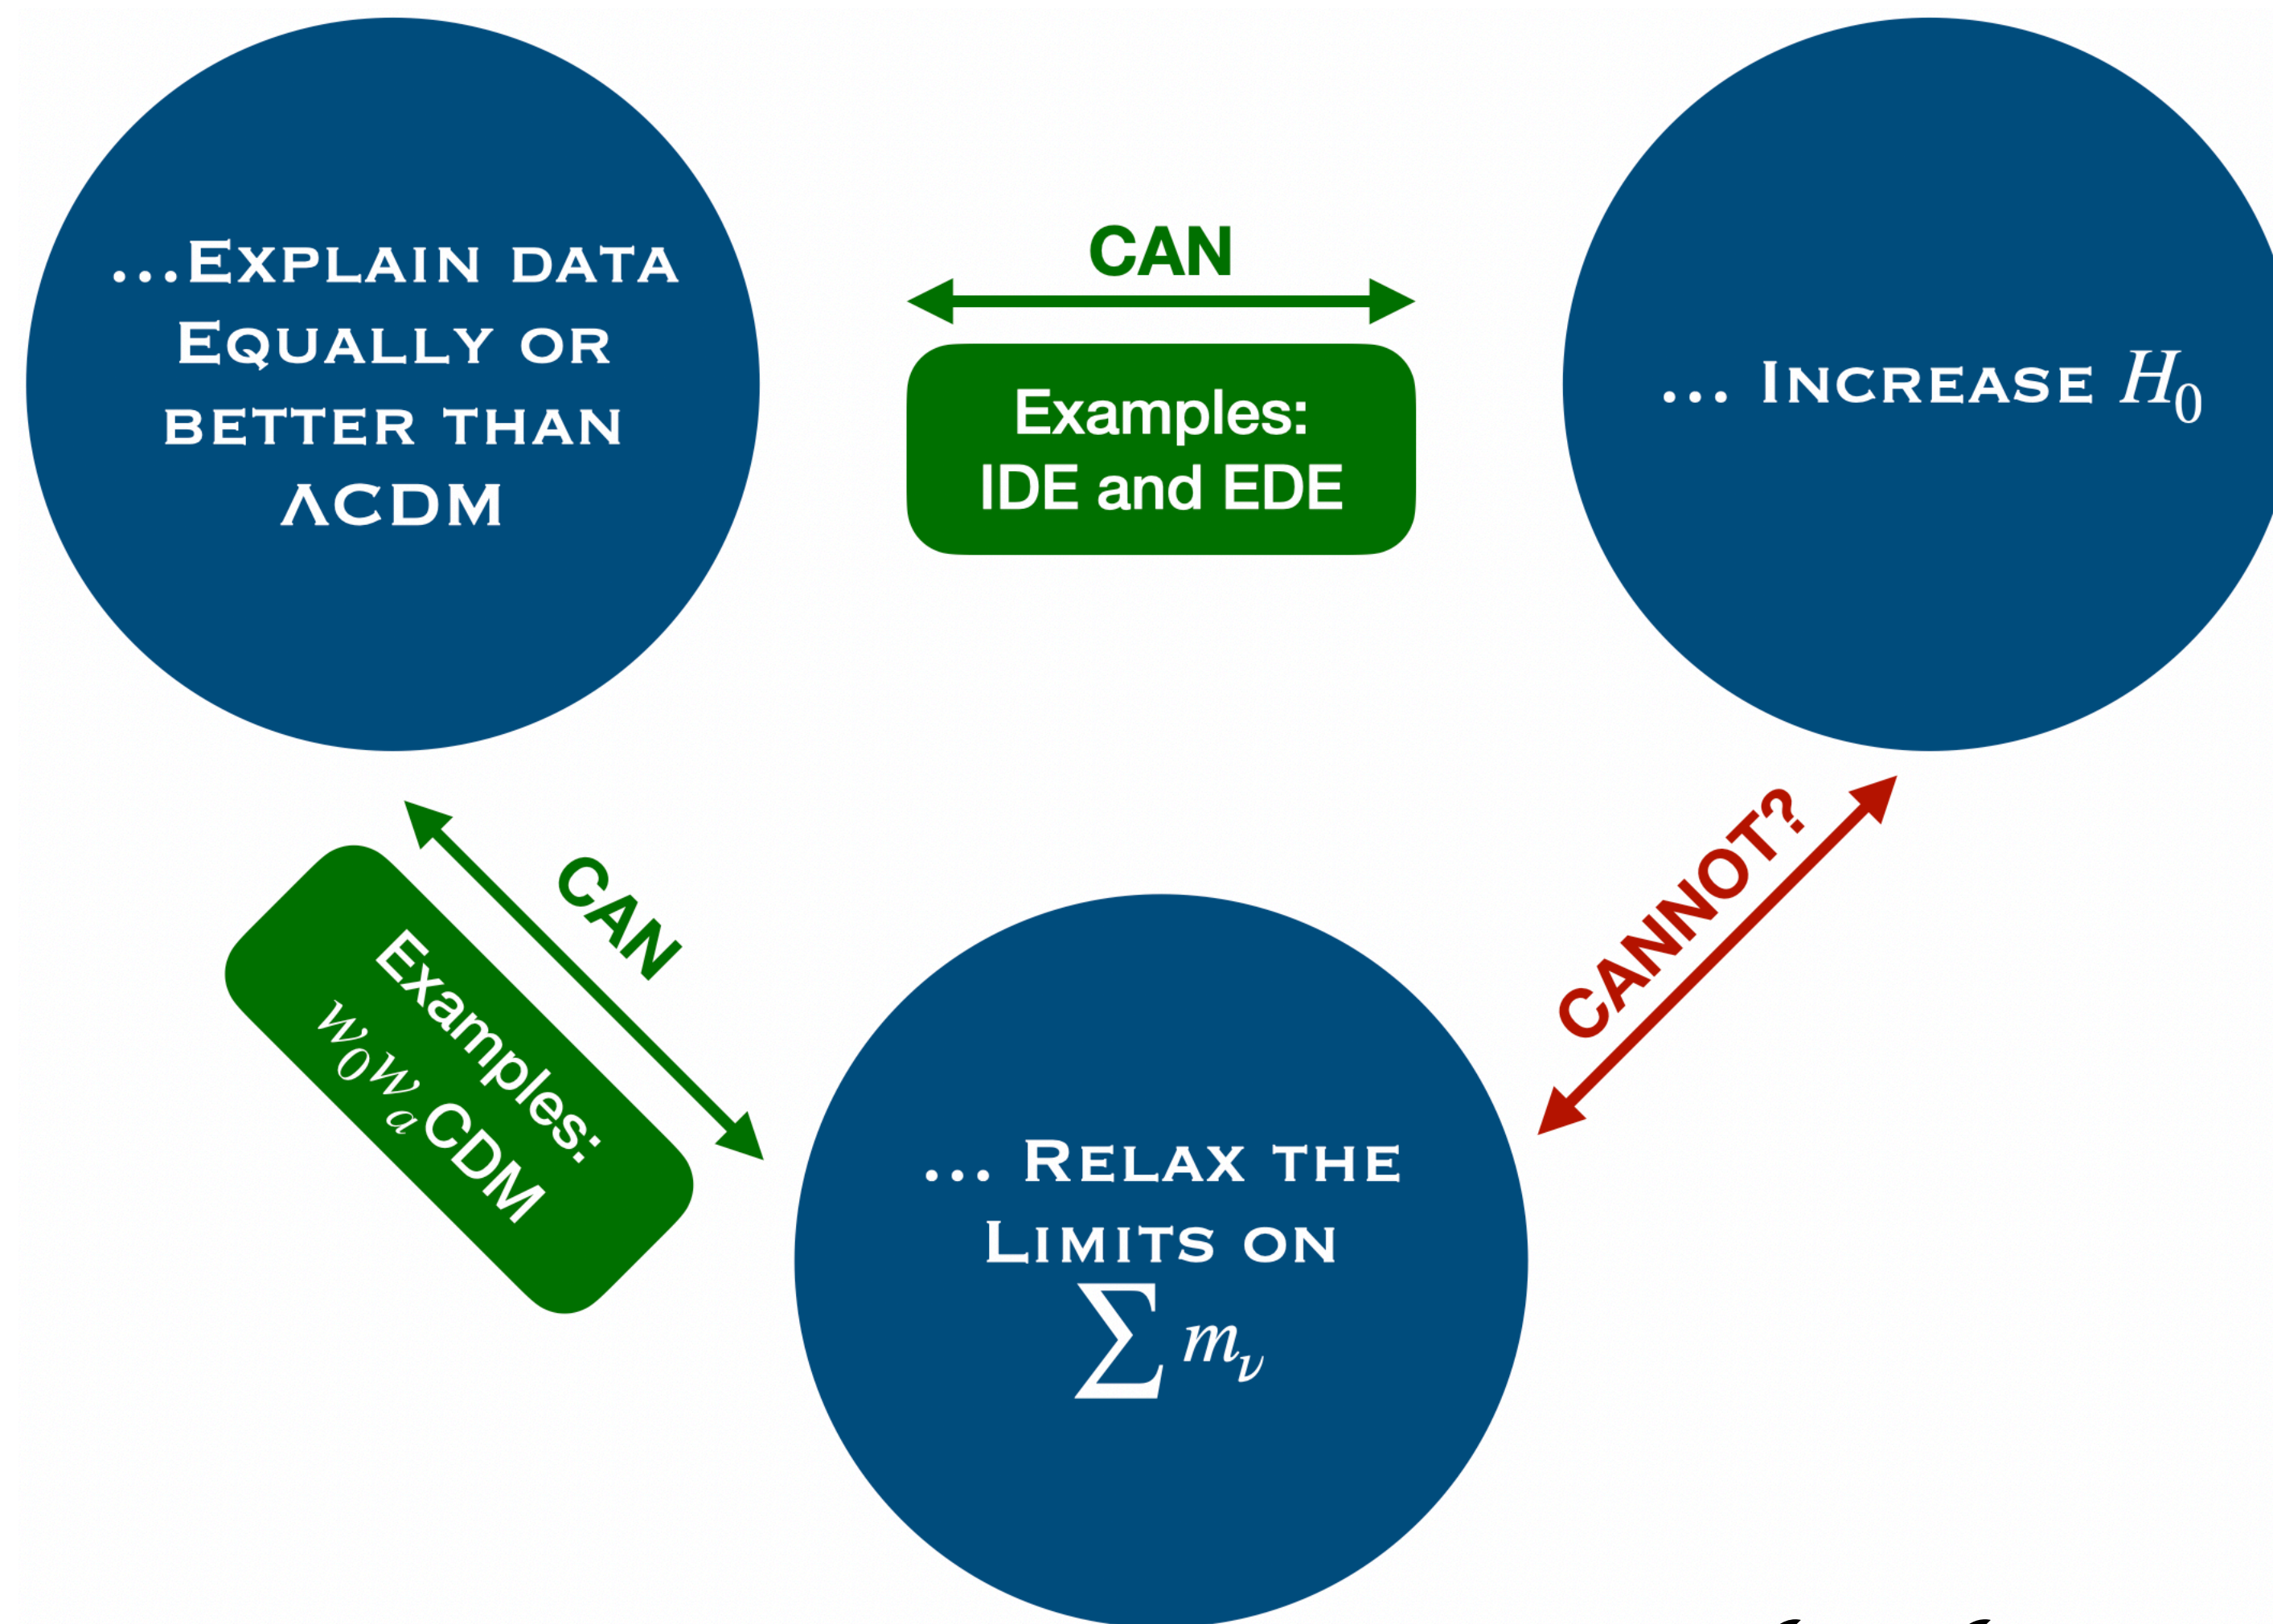 ...Explain data
Equally or
better than
ΛCDM
CAN
Examples:
IDE and EDE
... Increase H₀
CAN
Examples:
w₀wₐCDM
CANNOT?
... Relax the
Limits on
∑ mᵥ